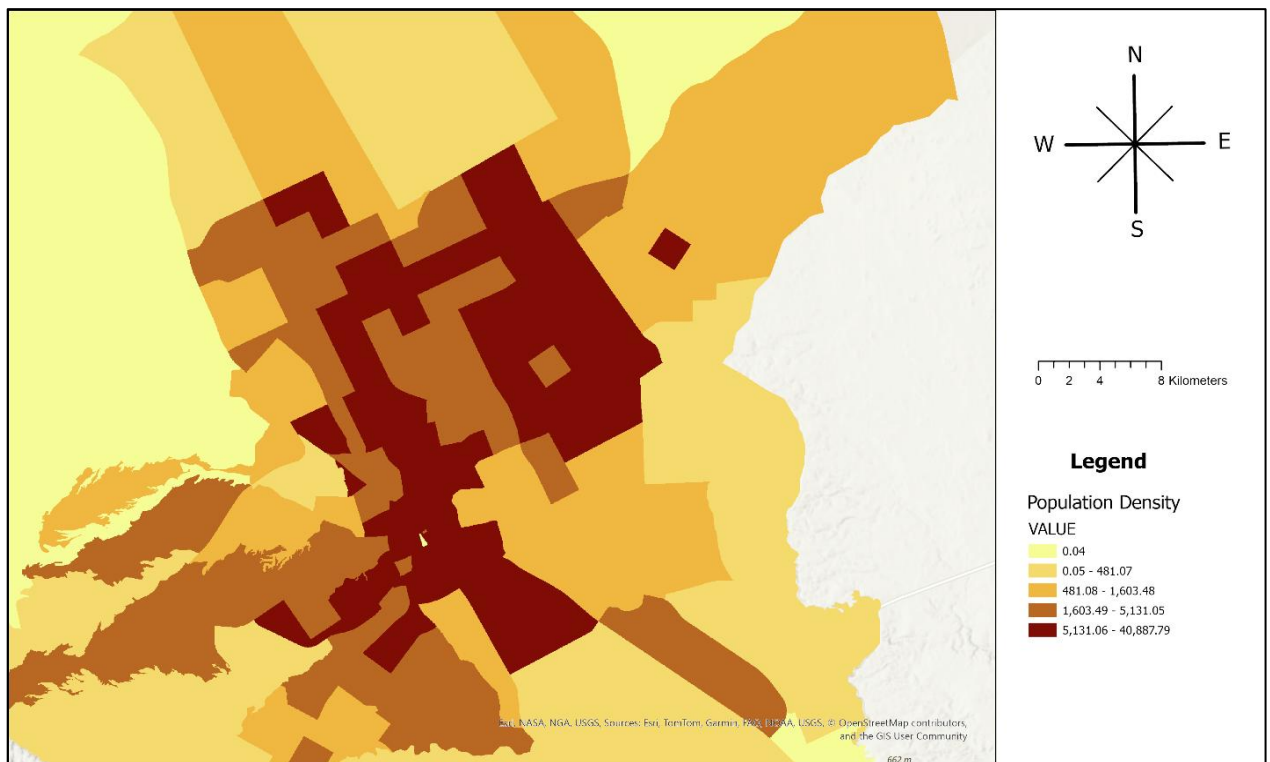 N
W
E
S
0 2 4 8 Kilometers
Legend
Population Density
VALUE
0.04
0.05 - 481.07
481.08 - 1,603.48
1,603.49 - 5,131.05
5,131.06 - 40,887.79
Esri, NASA, NGA, USGS, Sources: Esri, TomTom, Garmin, FAO, NOAA, USGS, © OpenStreetMap contributors,
and the GIS User Community
662 m